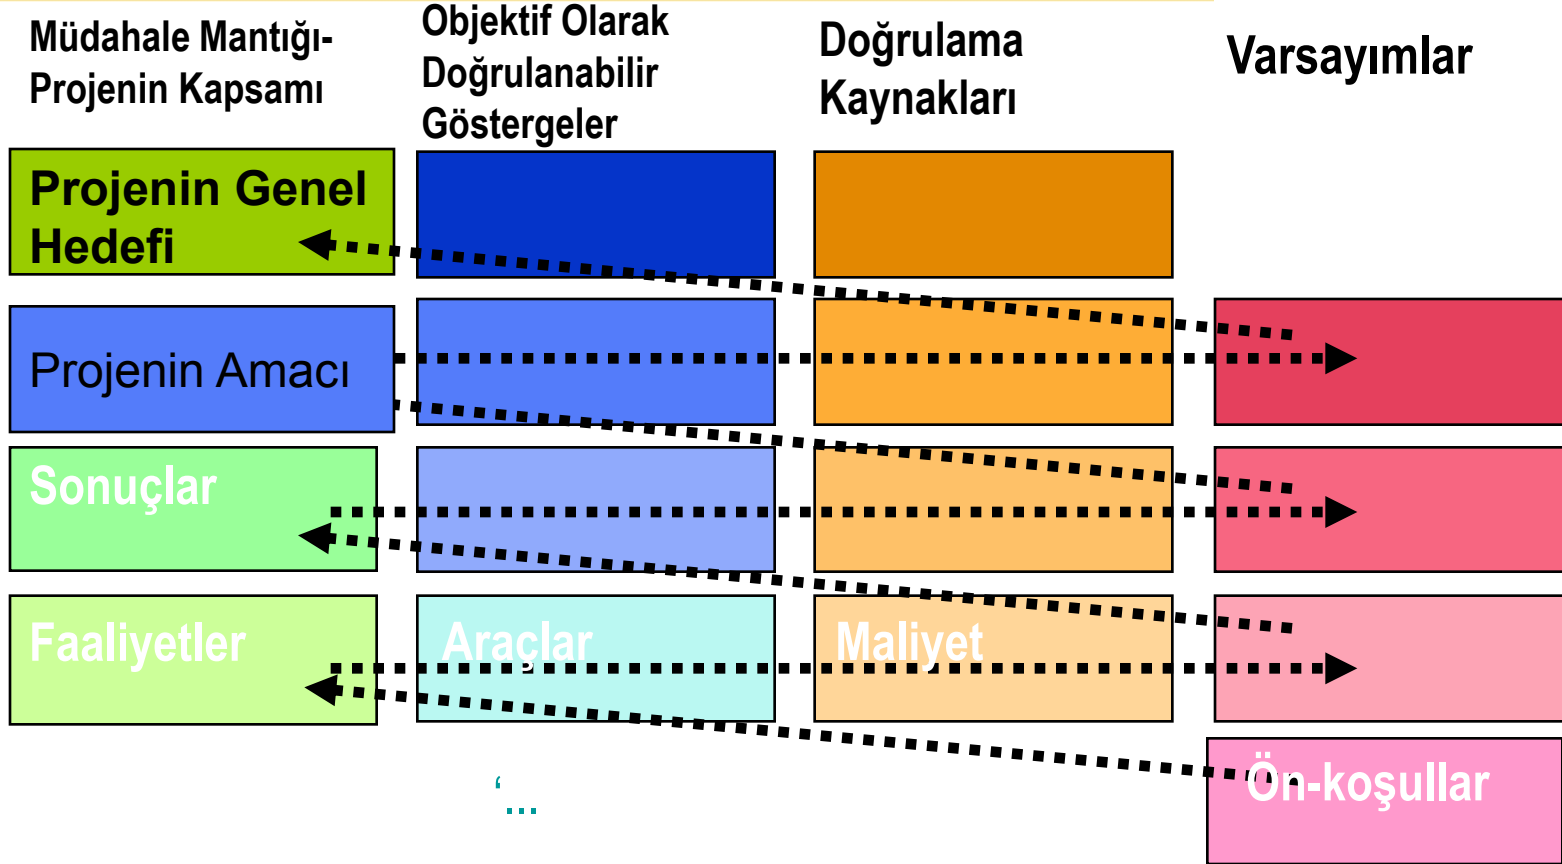 Müdahale Mantığı-
Projenin Kapsamı
Objektif Olarak
Doğrulanabilir
Göstergeler
Doğrulama
Kaynakları
Varsayımlar
Projenin Genel
Hedefi
Projenin Amacı
Sonuçlar
Faaliyetler
Araçlar
Maliyet
Ön-koşullar
‘...